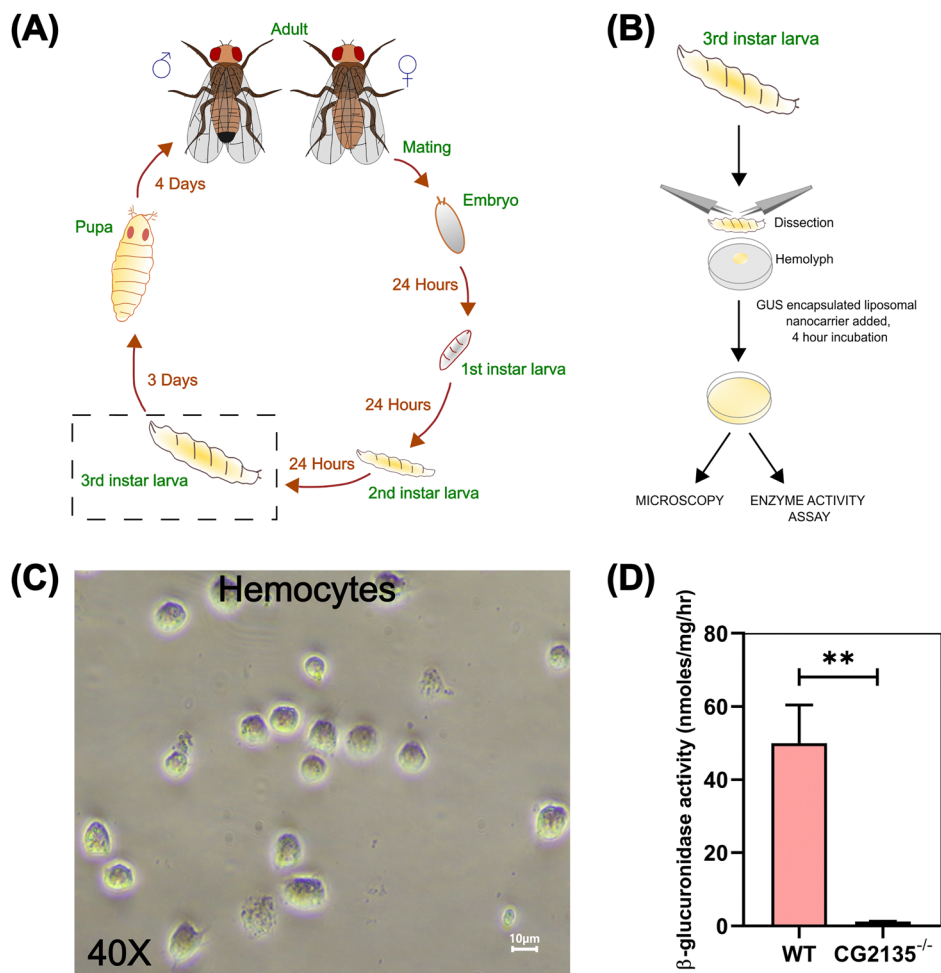 (A)
Adult
♂
♀
Mating
4 Days
Embryo
Pupa
24 Hours
1st instar larva
3 Days
24 Hours
24 Hours
3rd instar larva
2nd instar larva
(B)
3rd instar larva
Dissection
Hemolyph
GUS encapsulated liposomal
nanocarrier added,
4 hour incubation
MICROSCOPY
ENZYME ACTIVITY
ASSAY
(C)
Hemocytes
40X
10μm
(D)
β-glucuronidase activity (nmoles/mg/hr)
80
60
40
20
0
**
WT
CG2135-/-